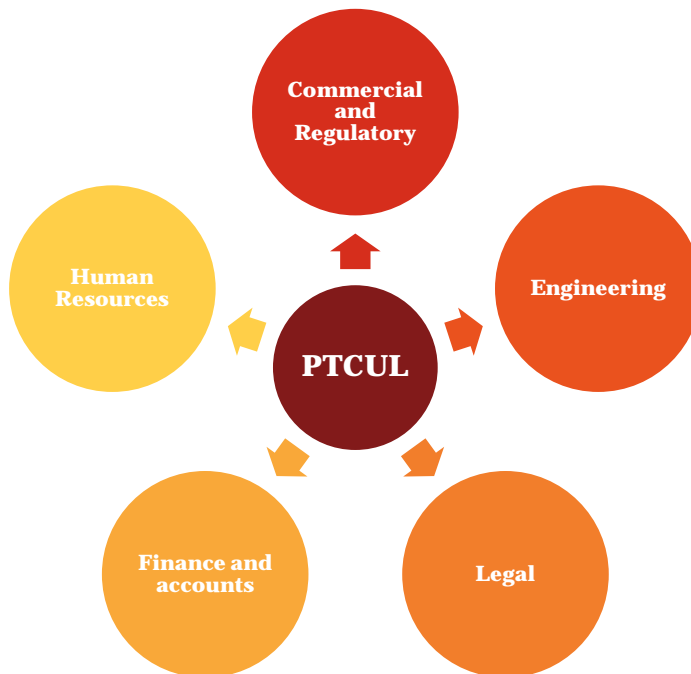 Commercial
and
Regulatory
Human
Resources
Engineering
PTCUL
Finance and
accounts
Legal